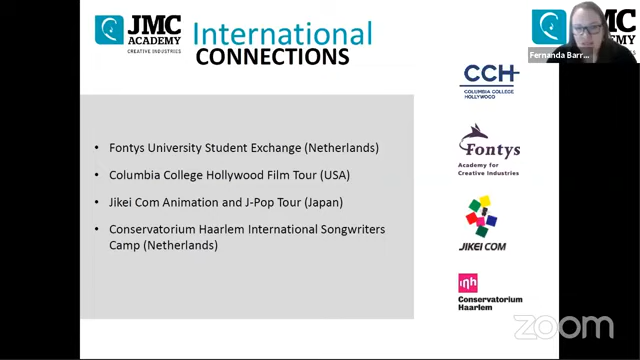 JMC
ACADEMY
CREATIVE INDUSTRIES
International
CONNECTIONS
Fernanda Barr...
• Fontys University Student Exchange (Netherlands)
• Columbia College Hollywood Film Tour (USA)
• Jikei Com Animation and J-Pop Tour (Japan)
• Conservatorium Haarlem International Songwriters
Camp (Netherlands)
CCH
COLUMBIA COLLEGE
HOLLYWOOD
Fontys
Academy for
Creative Industries
JIKEI COM
inh
Conservatorium
Haarlem
zoom